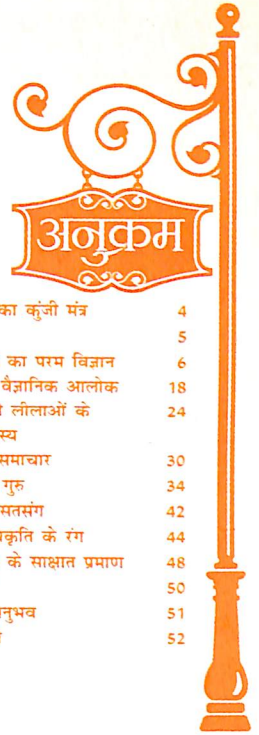 अनुक्रम
का कुंजी मंत्र 4
5
का परम विज्ञान 6
वैज्ञानिक आलोक 18
लीलाओं के 24
समाचार 30
गुरु 34
सतसंग 42
के रंग 44
के साक्षात प्रमाण 48
50
51
52